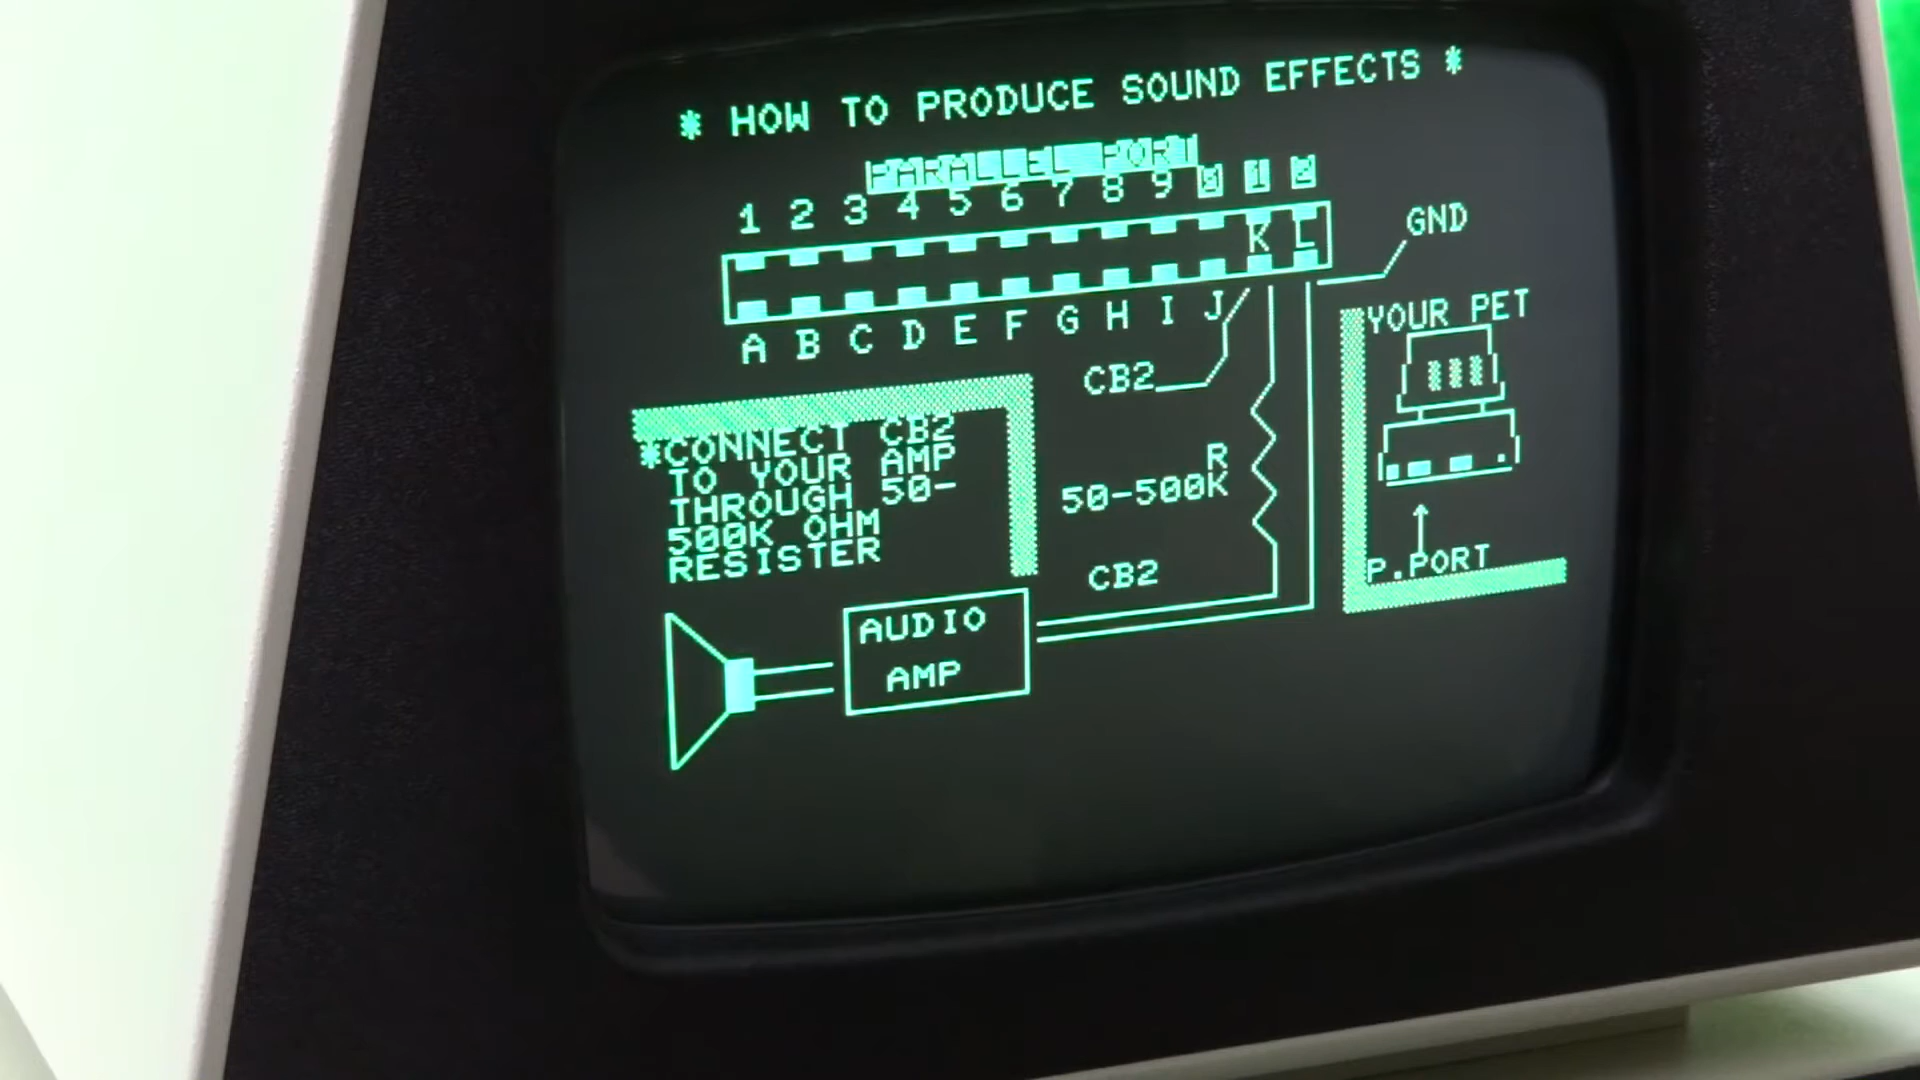 * HOW TO PRODUCE SOUND EFFECTS *
PARALLEL PORT
1 2 3 4 5 6 7 8 9 0 1 2
K L
GND
A B C D E F G H I J
CB2
YOUR PET
*CONNECT CB2
TO YOUR AMP
THROUGH 50-
500K OHM
RESISTER
R
50-500K
CB2
P.PORT
AUDIO
AMP